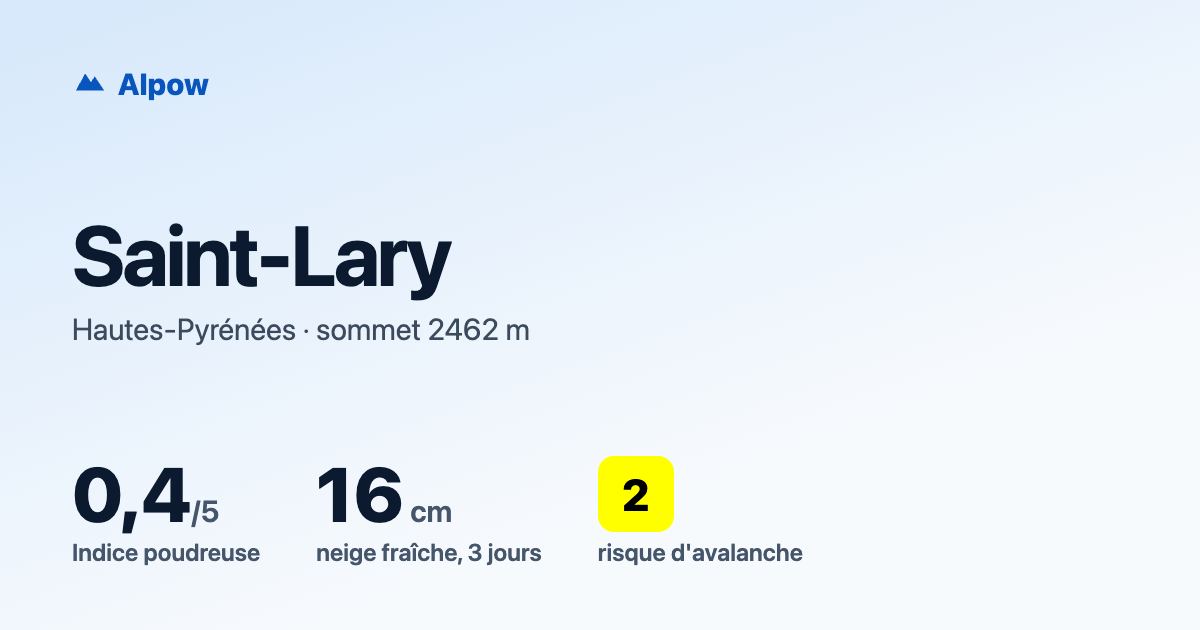 Alpow
Saint-Lary
Hautes-Pyrénées · sommet 2462 m
0,4/5 16 cm 2
Indice poudreuse neige fraîche, 3 jours risque d'avalanche